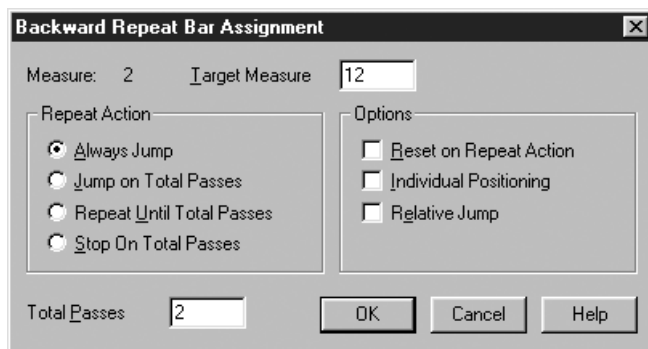 Backward Repeat Bar Assignment
Measure: 2 Target Measure 12
Repeat Action
Always Jump
Jump on Total Passes
Repeat Until Total Passes
Stop On Total Passes
Options
Reset on Repeat Action
Individual Positioning
Relative Jump
Total Passes 2
OK Cancel Help